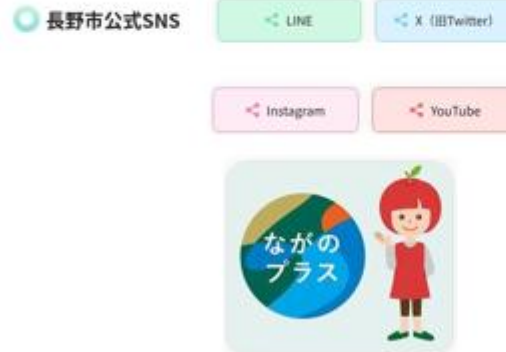 長野市公式SNS
LINE
X（旧Twitter）
Instagram
YouTube
ながの
プラス